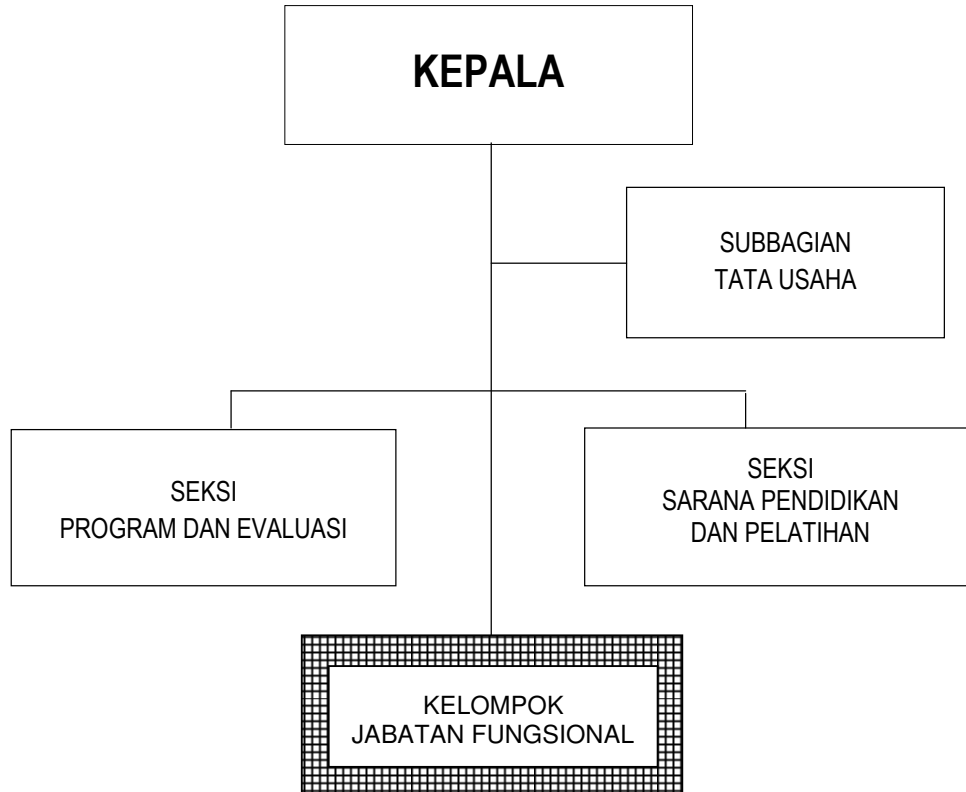 KEPALA
SUBBAGIAN
TATA USAHA
SEKSI
PROGRAM DAN EVALUASI
SEKSI
SARANA PENDIDIKAN
DAN PELATIHAN
KELOMPOK
JABATAN FUNGSIONAL